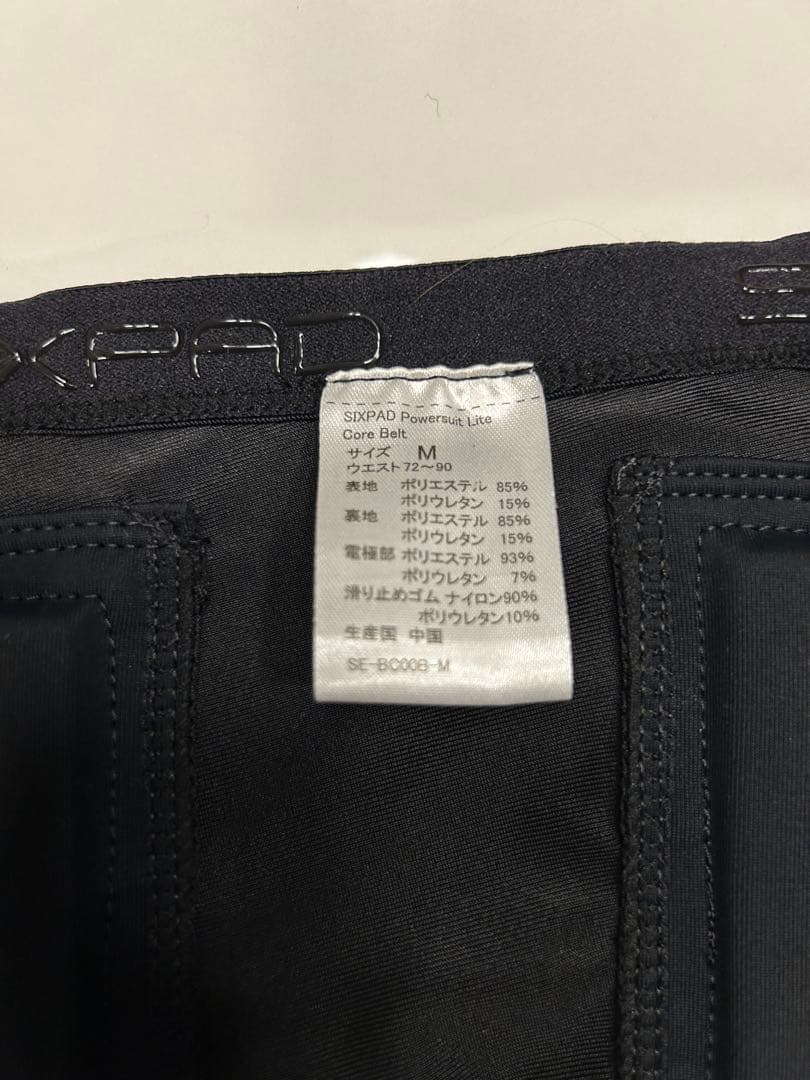 XPAD
S
SIXPAD Powersuit Lite
Core Belt
サイズ M
ウエスト72～90
表地 ポリエステル 85%
ポリウレタン 15%
裏地 ポリエステル 85%
ポリウレタン 15%
電極部 ポリエステル 93%
ポリウレタン 7%
滑り止めゴム ナイロン90%
ポリウレタン10%
生産国 中国
SE-BC00B-M